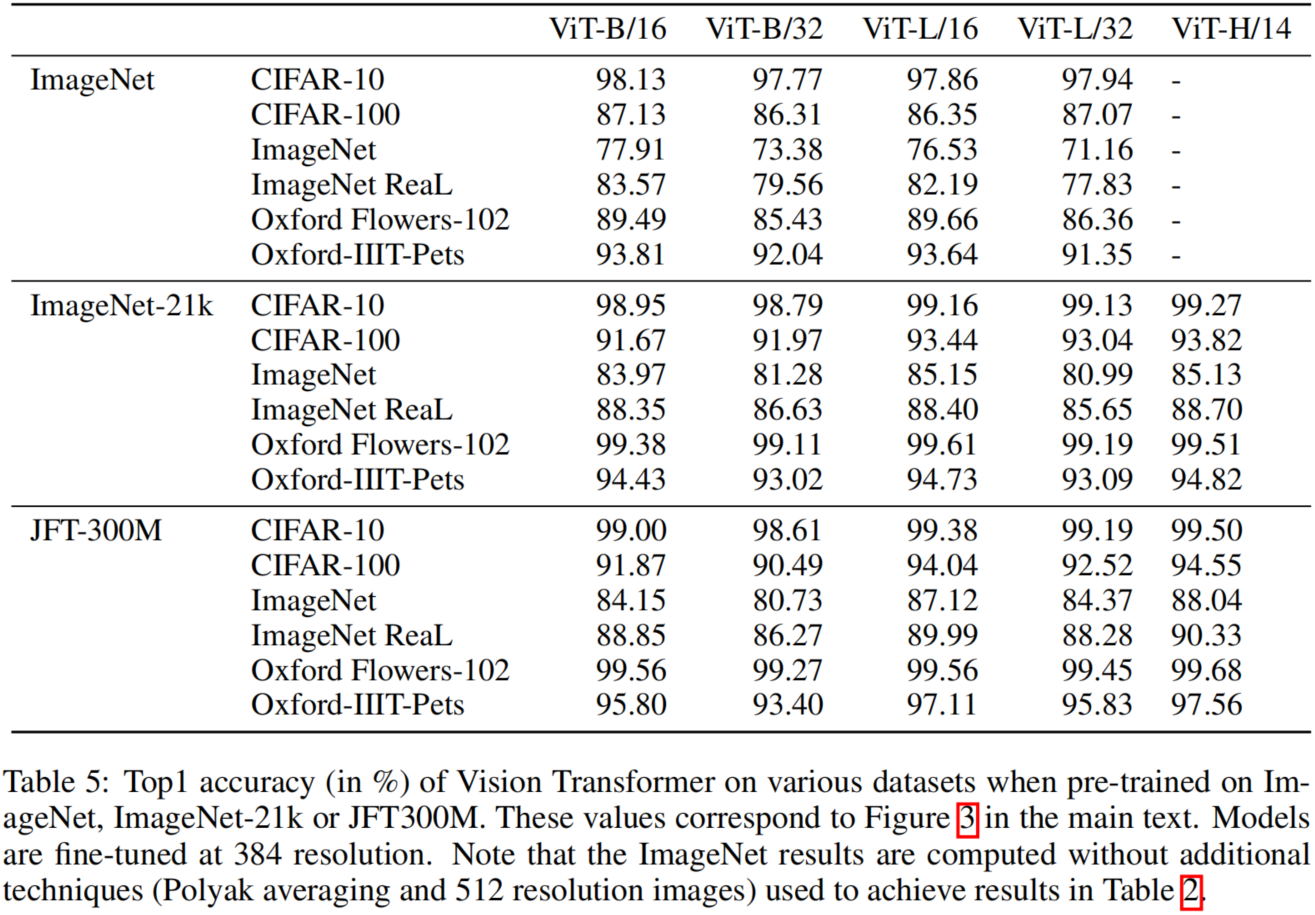 ViT-B/16 ViT-B/32 ViT-L/16 ViT-L/32 ViT-H/14
ImageNet CIFAR-10 98.13 97.77 97.86 97.94 -
CIFAR-100 87.13 86.31 86.35 87.07 -
ImageNet 77.91 73.38 76.53 71.16 -
ImageNet ReaL 83.57 79.56 82.19 77.83 -
Oxford Flowers-102 89.49 85.43 89.66 86.36 -
Oxford-IIIT-Pets 93.81 92.04 93.64 91.35 -
ImageNet-21k CIFAR-10 98.95 98.79 99.16 99.13 99.27
CIFAR-100 91.67 91.97 93.44 93.04 93.82
ImageNet 83.97 81.28 85.15 80.99 85.13
ImageNet ReaL 88.35 86.63 88.40 85.65 88.70
Oxford Flowers-102 99.38 99.11 99.61 99.19 99.51
Oxford-IIIT-Pets 94.43 93.02 94.73 93.09 94.82
JFT-300M CIFAR-10 99.00 98.61 99.38 99.19 99.50
CIFAR-100 91.87 90.49 94.04 92.52 94.55
ImageNet 84.15 80.73 87.12 84.37 88.04
ImageNet ReaL 88.85 86.27 89.99 88.28 90.33
Oxford Flowers-102 99.56 99.27 99.56 99.45 99.68
Oxford-IIIT-Pets 95.80 93.40 97.11 95.83 97.56
Table 5: Top1 accuracy (in %) of Vision Transformer on various datasets when pre-trained on Im-
ageNet, ImageNet-21k or JFT300M. These values correspond to Figure 3 in the main text. Models
are fine-tuned at 384 resolution. Note that the ImageNet results are computed without additional
techniques (Polyak averaging and 512 resolution images) used to achieve results in Table 2.